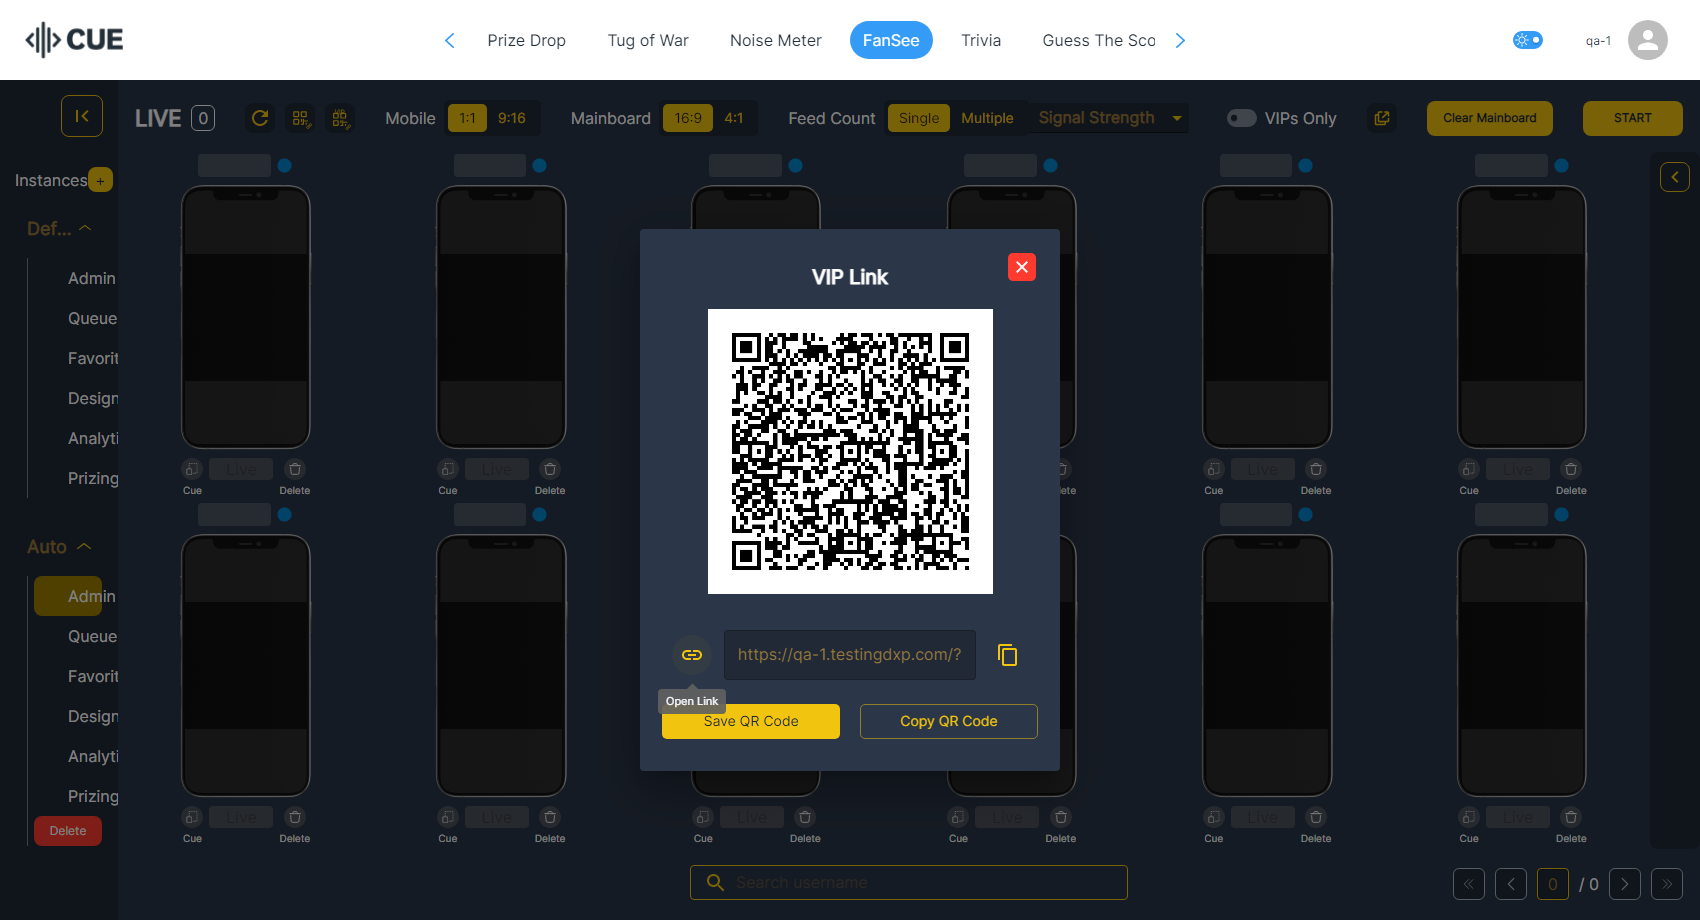 CUE
Prize Drop
Tug of War
Noise Meter
FanSee
Trivia
Guess The Sco
qa-1
LIVE 0
Mobile 1:1 9:16
Mainboard 16:9 4:1
Feed Count Single Multiple
Signal Strength
VIPs Only
Clear Mainboard
START
Instances +
Def...
Admin
Queue
Favorit
Design
Analyti
Prizing
Auto
Admin
Queue
Favorit
Design
Analyti
Prizing
Delete
Live Live Live Live
Cue Delete Cue Delete ete Cue Delete Cue Delete
VIP Link
https://qa-1.testingdxp.com/?
Open Link
Save QR Code
Copy QR Code
Live Live Live Live Live Live
Cue Delete Cue Delete Cue Delete Cue Delete Cue Delete Cue Delete
Search username
0 / 0